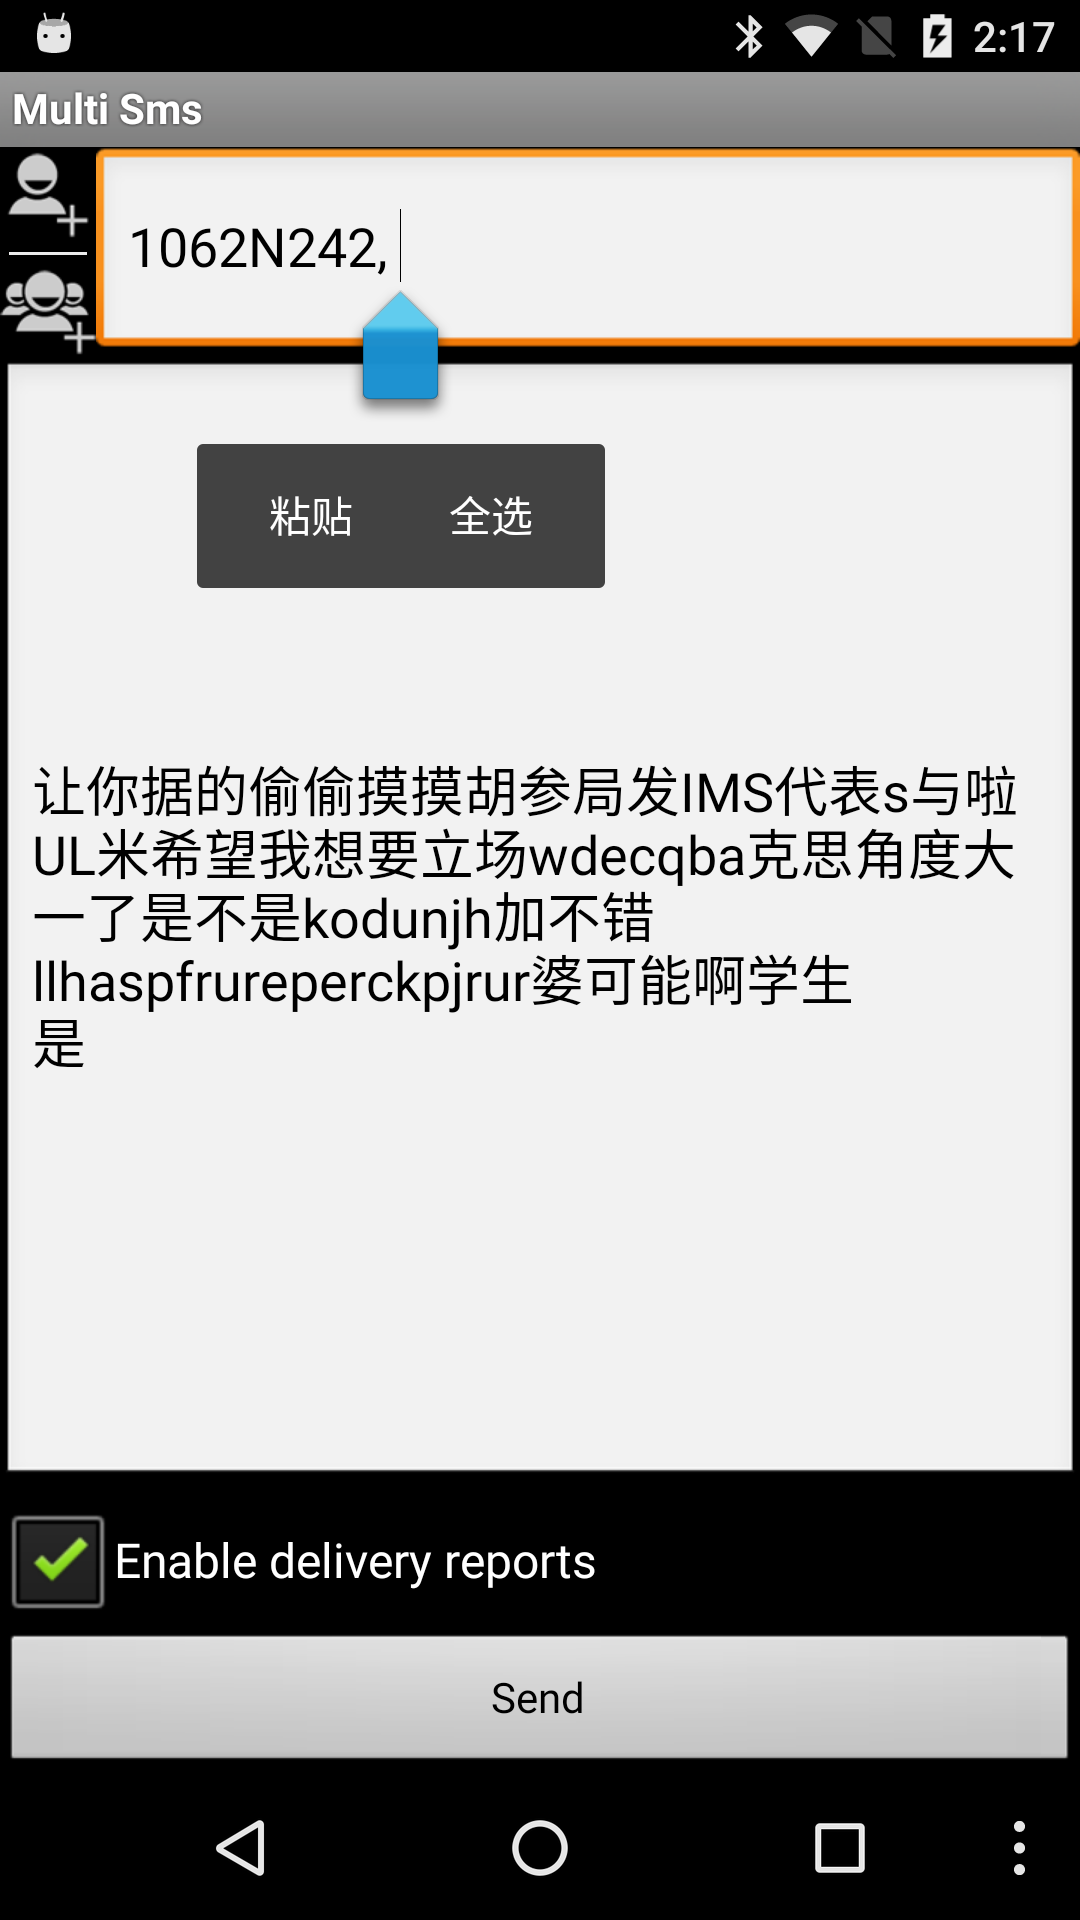 2:17
Multi Sms
1062N242,
粘贴 全选
让你据的偷偷摸摸胡参局发IMS代表s与啦
UL米希望我想要立场wdecqba克思角度大
一了是不是kodunjh加不错
llhaspfrureperckpjrur婆可能啊学生
是
Enable delivery reports
Send